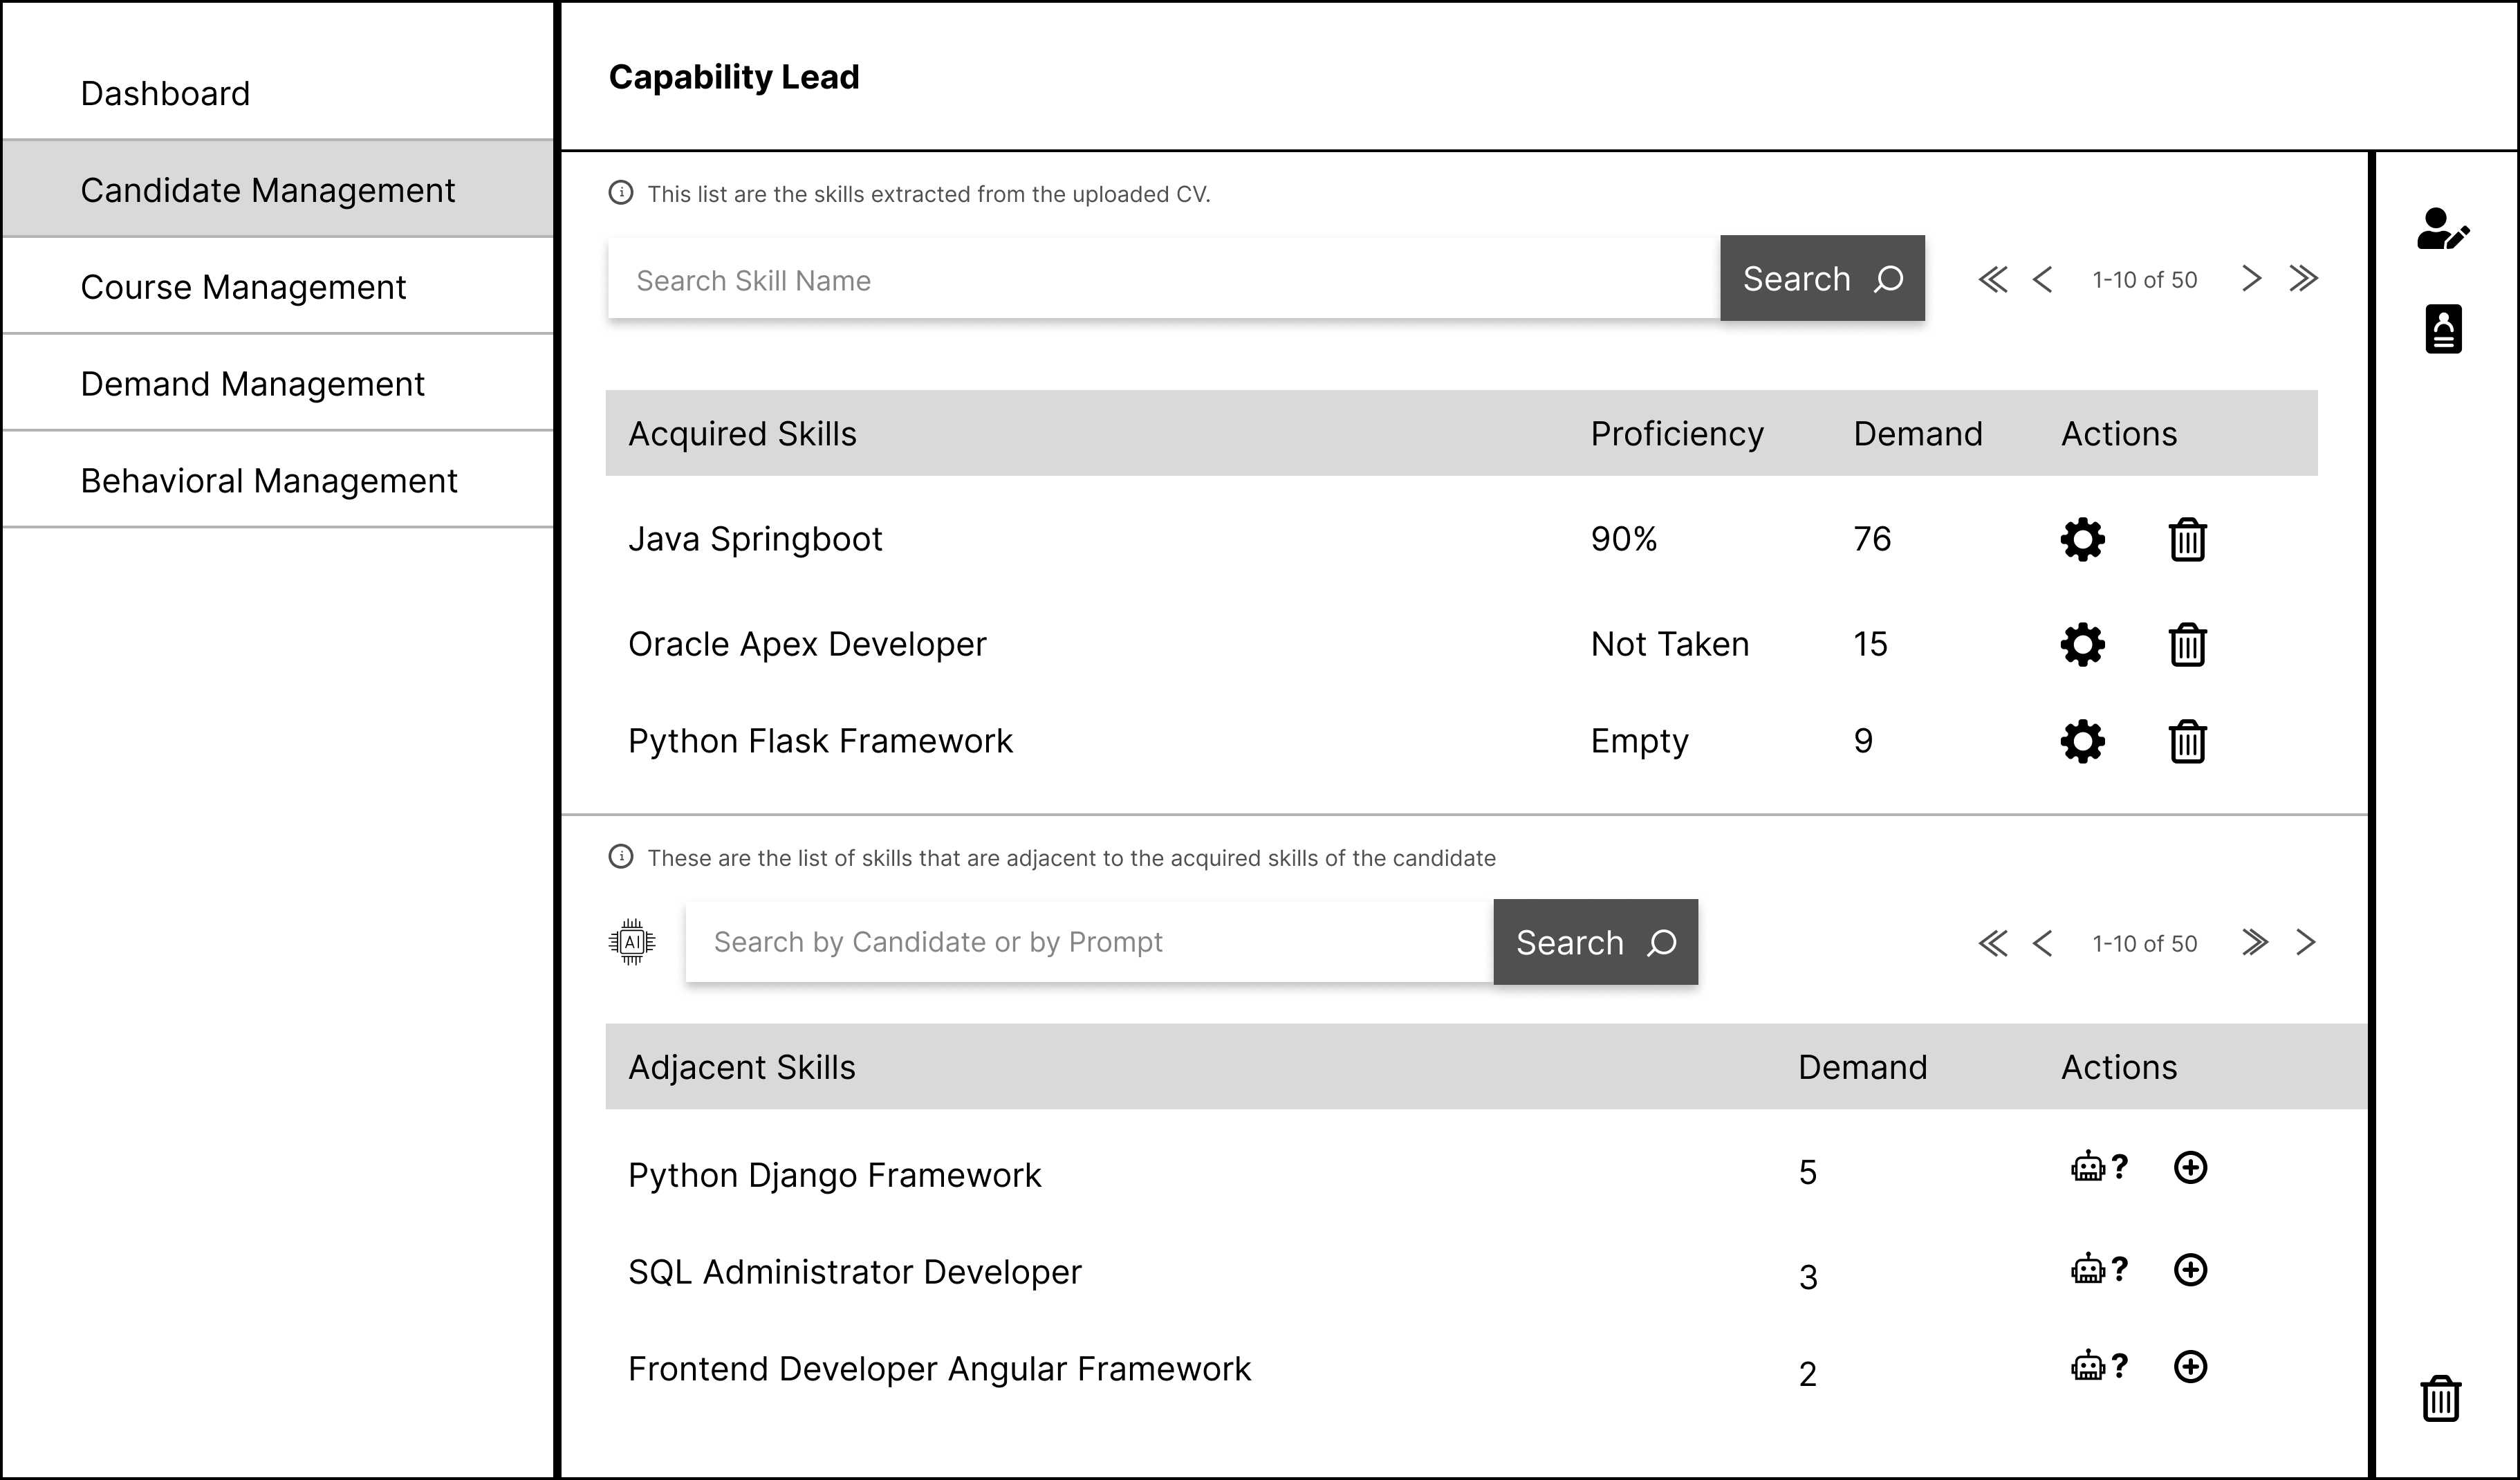 Dashboard
Candidate Management
Course Management
Demand Management
Behavioral Management
Capability Lead
This list are the skills extracted from the uploaded CV.
Search Skill Name
Search
1-10 of 50
Acquired Skills Proficiency Demand Actions
Java Springboot 90% 76
Oracle Apex Developer Not Taken 15
Python Flask Framework Empty 9
These are the list of skills that are adjacent to the acquired skills of the candidate
AI
Search by Candidate or by Prompt
Search
1-10 of 50
Adjacent Skills Demand Actions
Python Django Framework 5 ?
SQL Administrator Developer 3 ?
Frontend Developer Angular Framework 2 ?